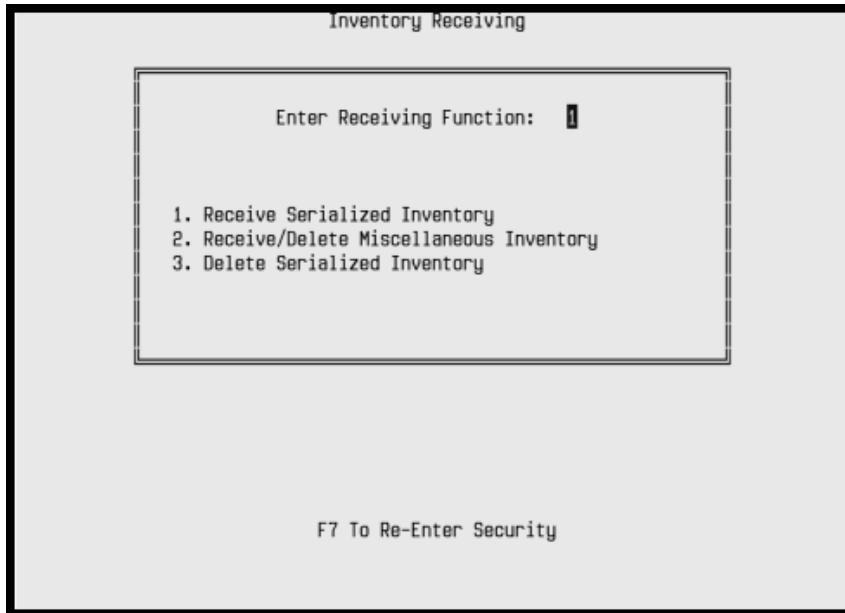 Inventory Receiving
Enter Receiving Function: 1
1. Receive Serialized Inventory
2. Receive/Delete Miscellaneous Inventory
3. Delete Serialized Inventory
F7 To Re-Enter Security